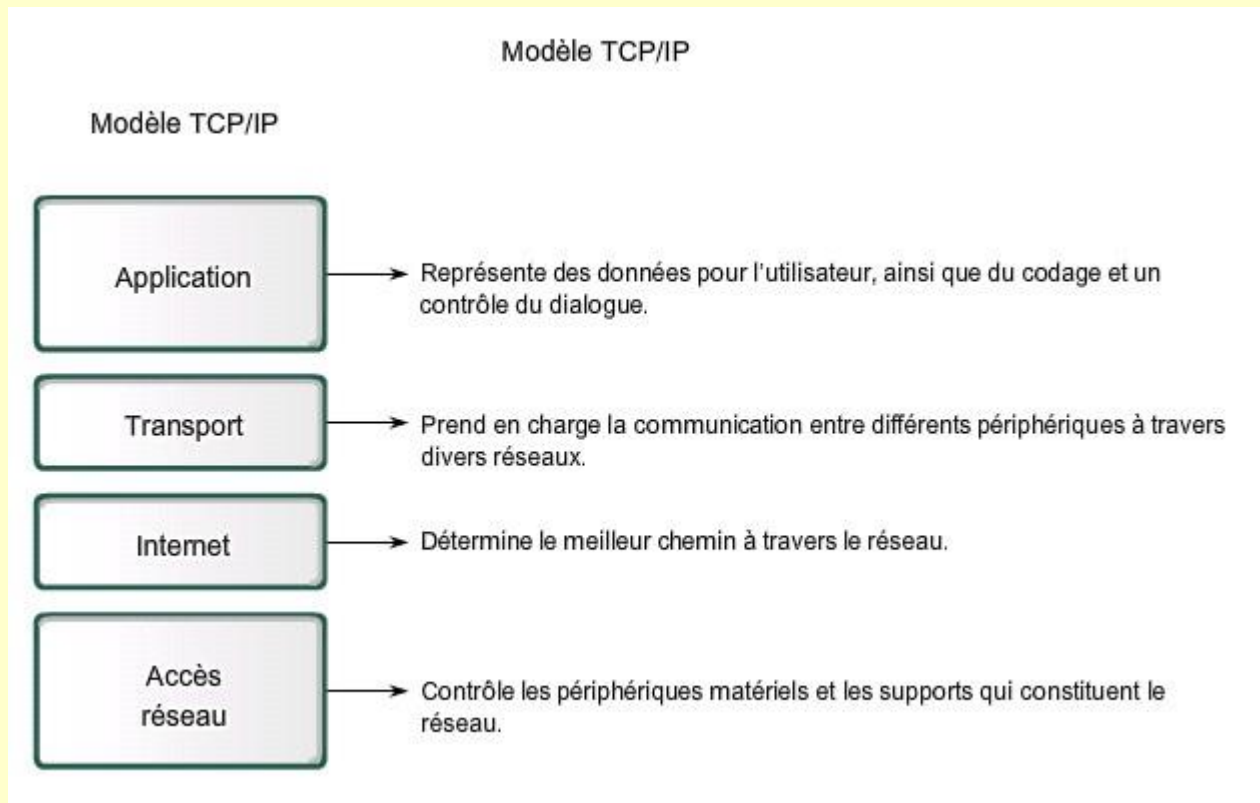 Modèle TCP/IP
Modèle TCP/IP
Application
Représente des données pour l'utilisateur, ainsi que du codage et un
contrôle du dialogue.
Transport
Prend en charge la communication entre différents périphériques à travers
divers réseaux.
Internet
Détermine le meilleur chemin à travers le réseau.
Accès
réseau
Contrôle les périphériques matériels et les supports qui constituent le
réseau.